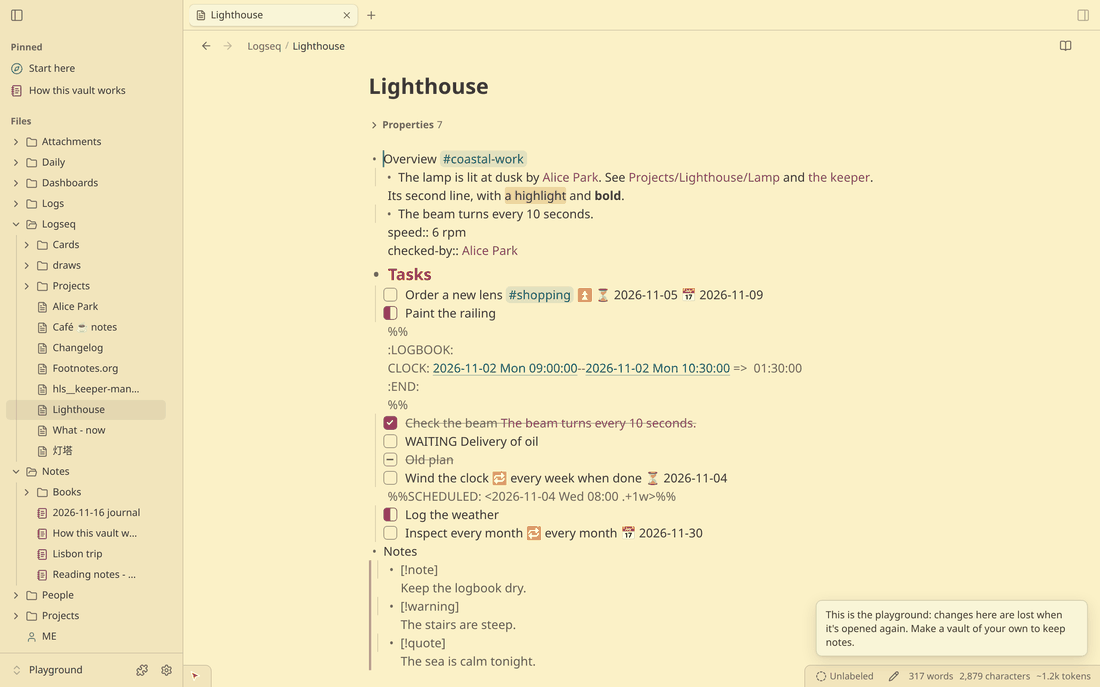 Lighthouse
Pinned
Start here
How this vault works
Files
Attachments
Daily
Dashboards
Logs
Logseq
Cards
draws
Projects
Alice Park
Café ☕ notes
Changelog
Footnotes.org
hls__keeper-man...
Lighthouse
What - now
灯塔
Notes
Books
2026-11-16 journal
How this vault w...
Lisbon trip
Reading notes - ...
People
Projects
ME
Playground
Logseq / Lighthouse
Lighthouse
Properties 7
Overview #coastal-work
The lamp is lit at dusk by Alice Park. See Projects/Lighthouse/Lamp and the keeper.
Its second line, with a highlight and bold.
The beam turns every 10 seconds.
speed:: 6 rpm
checked-by:: Alice Park
Tasks
Order a new lens #shopping ⏫ ⏳ 2026-11-05 📅 2026-11-09
Paint the railing
%%
:LOGBOOK:
CLOCK: 2026-11-02 Mon 09:00:00--2026-11-02 Mon 10:30:00 => 01:30:00
:END:
%%
Check the beam The beam turns every 10 seconds.
WAITING Delivery of oil
Old plan
Wind the clock 🔁 every week when done ⏳ 2026-11-04
%%SCHEDULED: <2026-11-04 Wed 08:00 .+1w>%%
Log the weather
Inspect every month 🔁 every month 📅 2026-11-30
Notes
[!note]
Keep the logbook dry.
[!warning]
The stairs are steep.
[!quote]
The sea is calm tonight.
This is the playground: changes here are lost when
it's opened again. Make a vault of your own to keep
notes.
Unlabeled
317 words 2,879 characters ~1.2k tokens